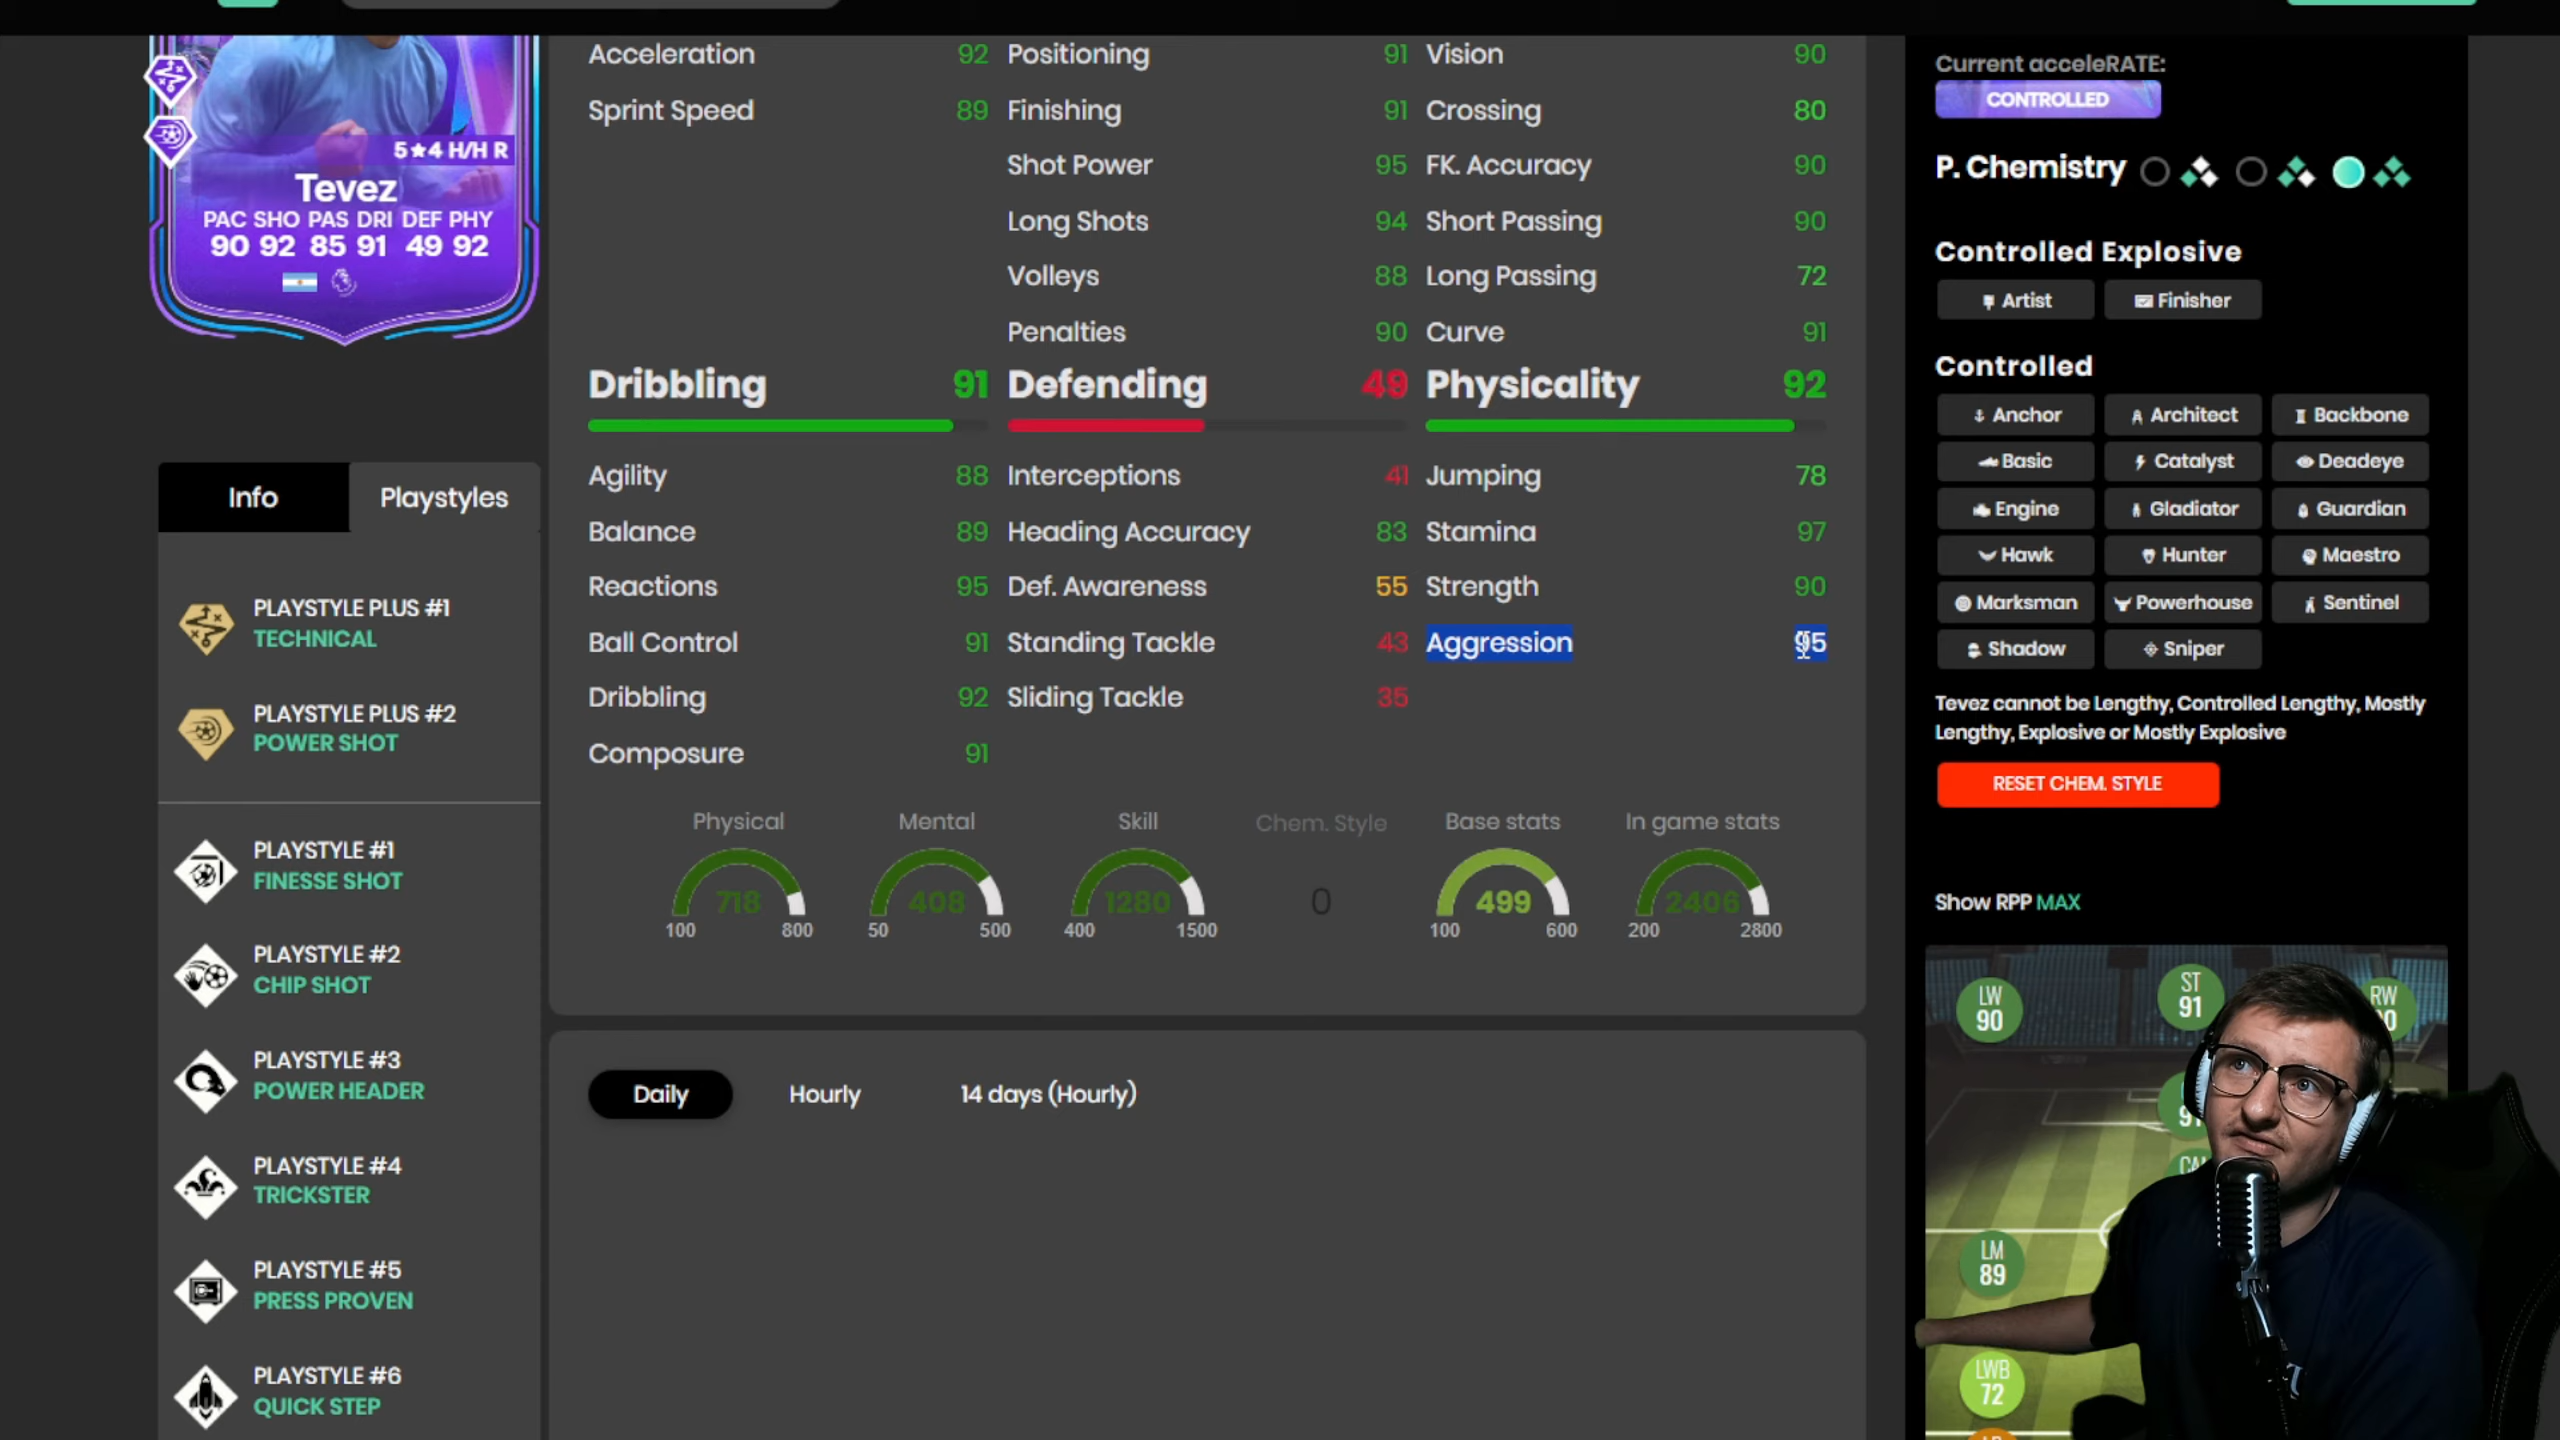 5★4 H/H R
Tevez
PAC SHO PAS DRI DEF PHY
90 92 85 91 49 92
Info
Playstyles
PLAYSTYLE PLUS #1
TECHNICAL
PLAYSTYLE PLUS #2
POWER SHOT
PLAYSTYLE #1
FINESSE SHOT
PLAYSTYLE #2
CHIP SHOT
PLAYSTYLE #3
POWER HEADER
PLAYSTYLE #4
TRICKSTER
PLAYSTYLE #5
PRESS PROVEN
PLAYSTYLE #6
QUICK STEP
Acceleration 92
Sprint Speed 89
Positioning 91
Finishing 91
Shot Power 95
Long Shots 94
Volleys 88
Penalties 90
Vision 90
Crossing 80
FK. Accuracy 90
Short Passing 90
Long Passing 72
Curve 91
Dribbling 91
Agility 88
Balance 89
Reactions 95
Ball Control 91
Dribbling 92
Composure 91
Defending 49
Interceptions 41
Heading Accuracy 83
Def. Awareness 55
Standing Tackle 43
Sliding Tackle 35
Physicality 92
Jumping 78
Stamina 97
Strength 90
Aggression 95
Physical
718
100 800
Mental
408
50 500
Skill
1280
400 1500
Chem. Style
0
Base stats
499
100 600
In game stats
2406
200 2800
Daily
Hourly
14 days (Hourly)
Current acceleRATE:
CONTROLLED
P. Chemistry
Controlled Explosive
Artist
Finisher
Controlled
Anchor
Architect
Backbone
Basic
Catalyst
Deadeye
Engine
Gladiator
Guardian
Hawk
Hunter
Maestro
Marksman
Powerhouse
Sentinel
Shadow
Sniper
Tevez cannot be Lengthy, Controlled Lengthy, Mostly
Lengthy, Explosive or Mostly Explosive
RESET CHEM. STYLE
Show RPP MAX
LW
90
ST
91
RW
LM
89
LWB
72